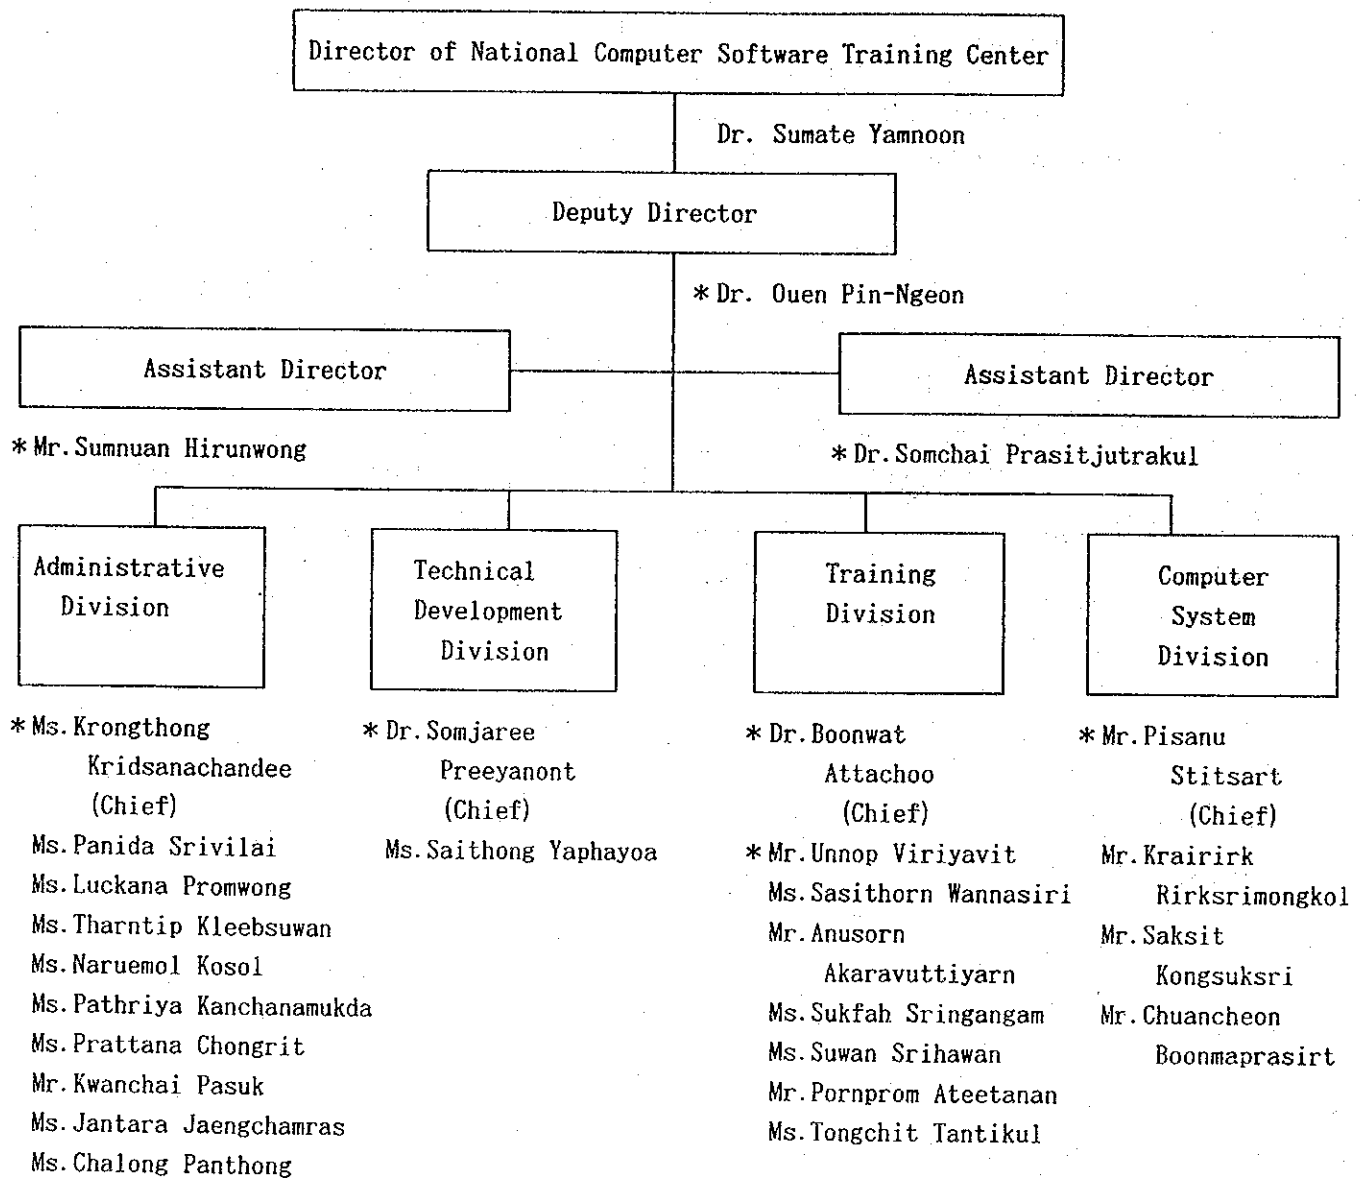 Director of National Computer Software Training Center
Dr. Sumate Yamnoon
Deputy Director
*Dr. Ouen Pin-Ngeon
Assistant Director
Assistant Director
*Mr.Sumnuan Hirunwong
*Dr.Somchai Prasitjutrakul
Administrative
Division
Technical
Development
Division
Training
Division
Computer
System
Division
*Ms.Krongthong
Kridsanachandee
(Chief)
Ms.Panida Srivilai
Ms.Luckana Promwong
Ms.Tharntip Kleebsuwan
Ms.Naruemol Kosol
Ms.Pathriya Kanchanamukda
Ms.Prattana Chongrit
Mr.Kwanchai Pasuk
Ms.Jantara Jaengchamras
Ms.Chalong Panthong
*Dr.Somjaree
Preeyanont
(Chief)
Ms.Saithong Yaphayoa
*Dr.Boonwat
Attachoo
(Chief)
*Mr.Unnop Viriyavit
Ms.Sasithorn Wannasiri
Mr.Anusorn
Akaravuttiyarn
Ms.Sukfah Sringangam
Ms.Suwan Srihawan
Mr.Pornprom Ateetanan
Ms.Tongchit Tantikul
*Mr.Pisanu
Stitsart
(Chief)
Mr.Krairirk
Rirksrimongkol
Mr.Saksit
Kongsuksri
Mr.Chuancheon
Boonmaprasirt